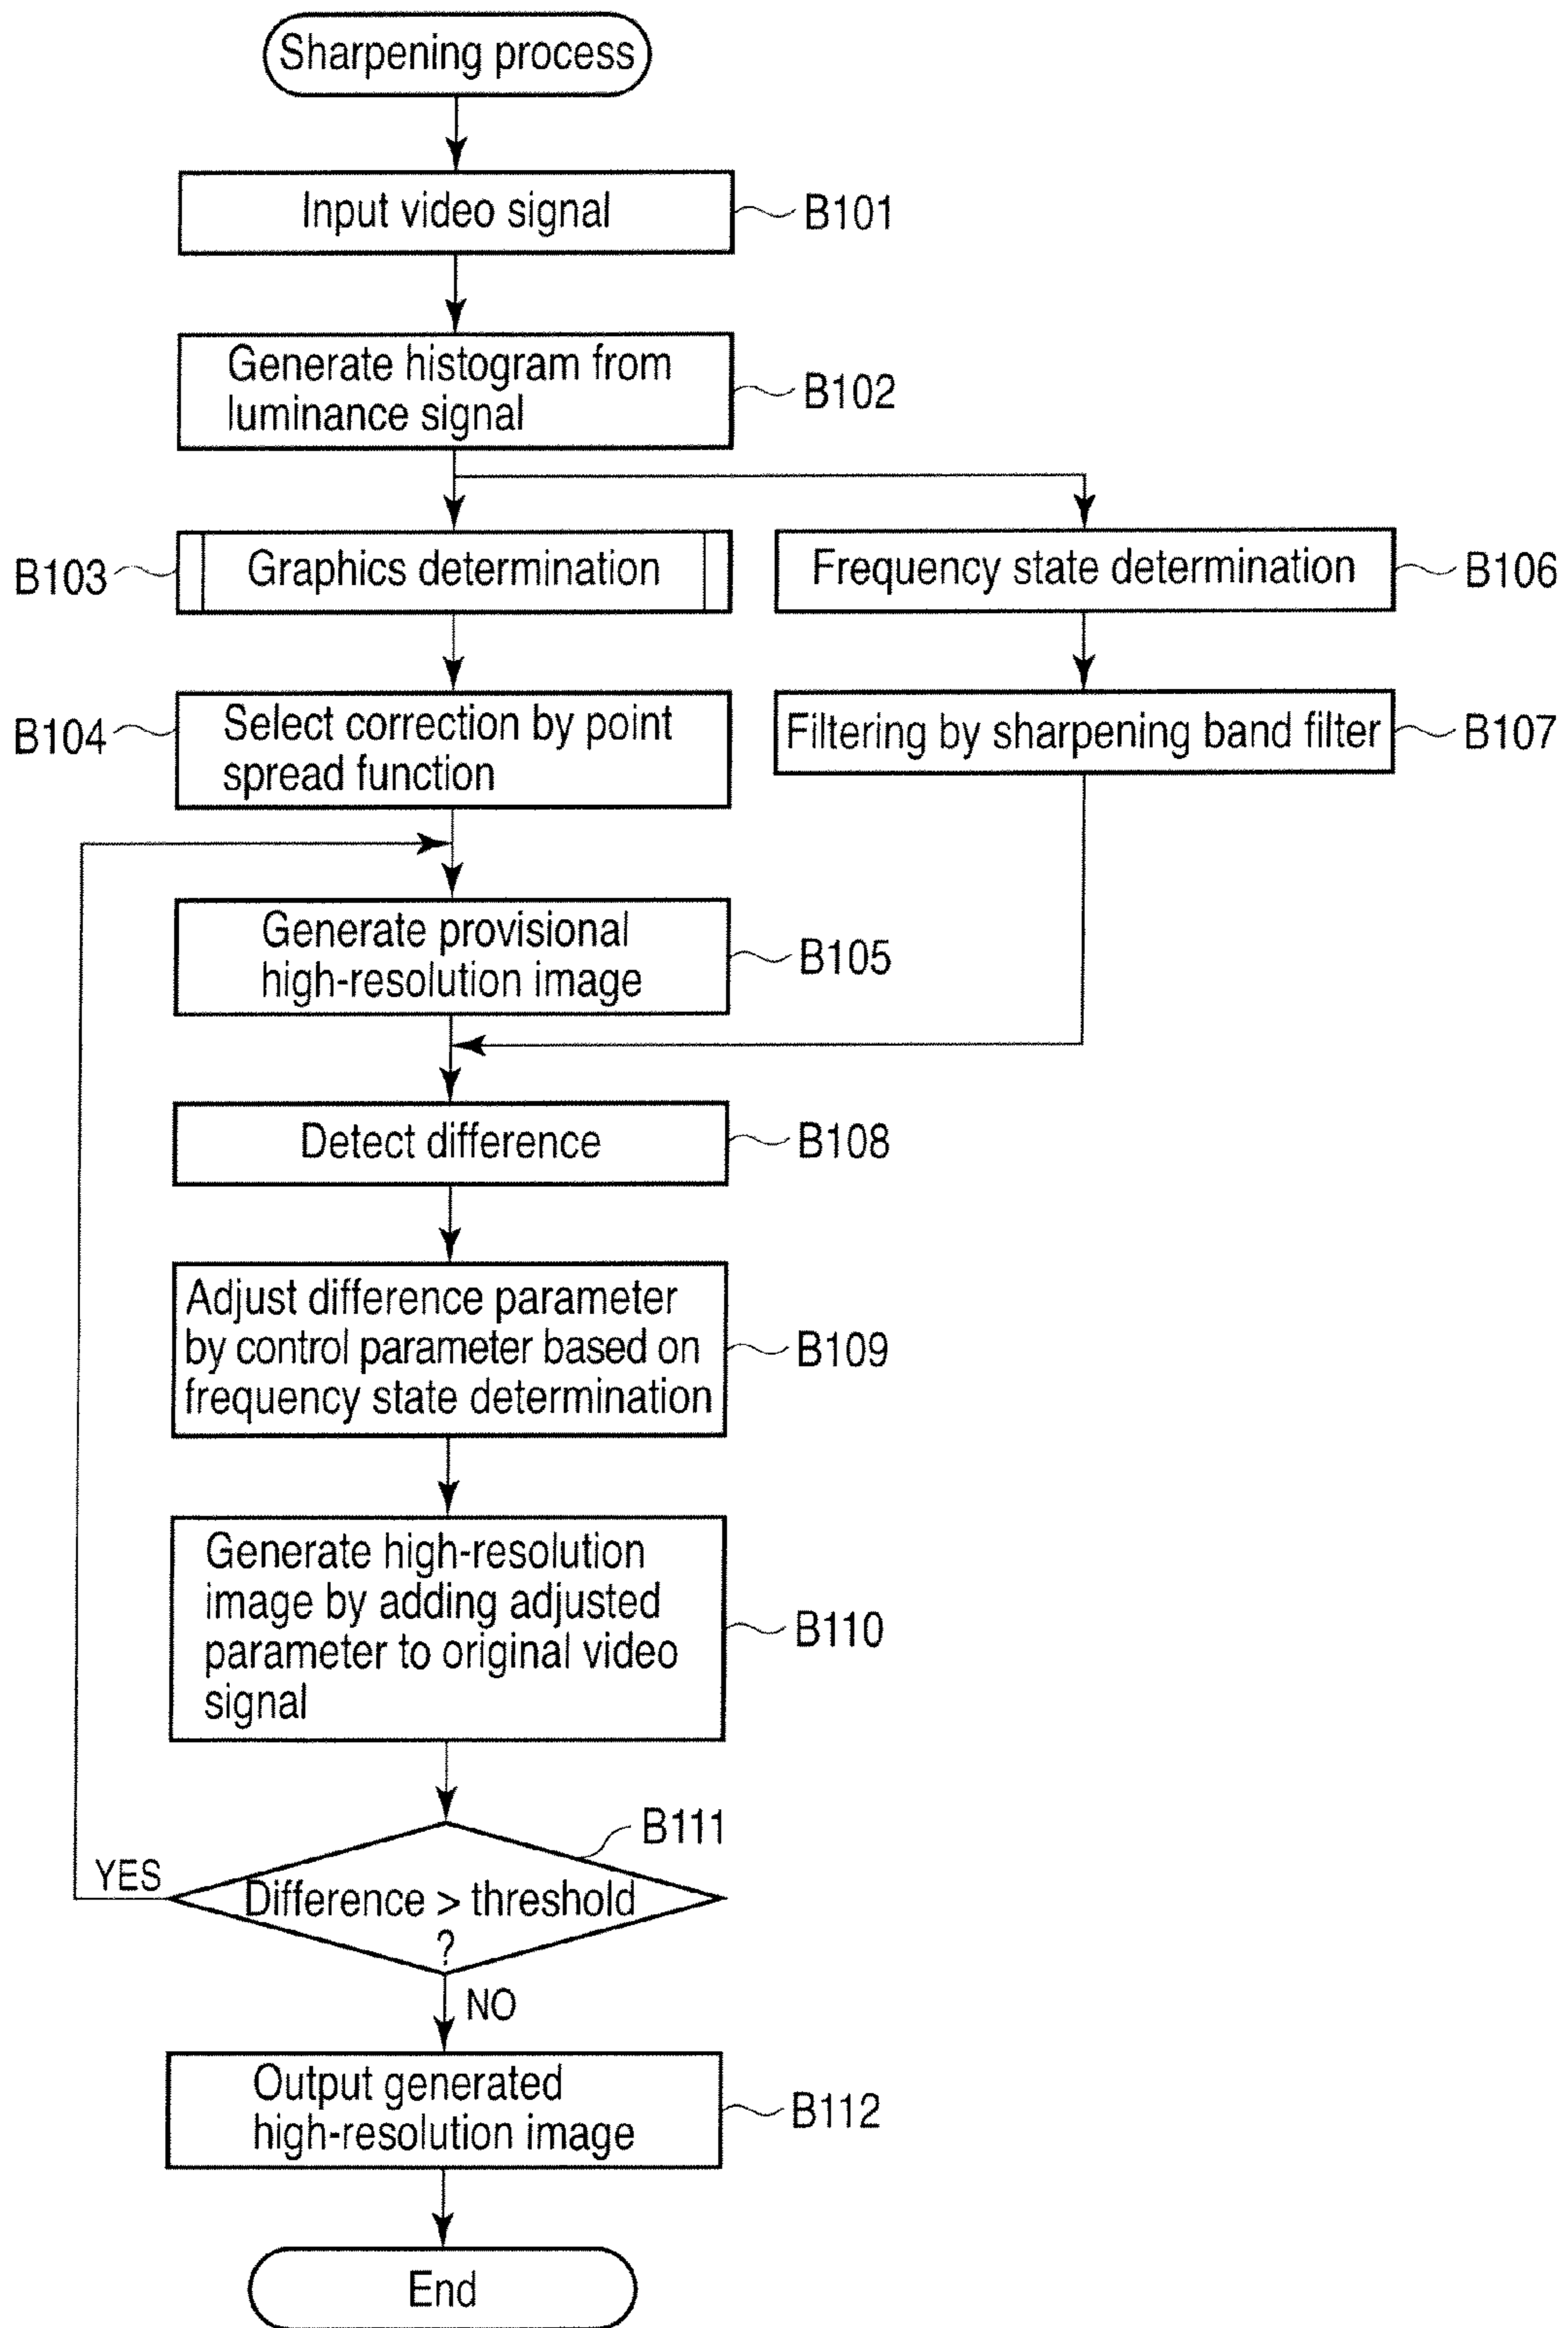 Sharpening process
Input video signal
B101
Generate histogram from
luminance signal
B102
B103
Graphics determination
Frequency state determination
B106
B104
Select correction by point
spread function
Filtering by sharpening band filter
B107
Generate provisional
high-resolution image
B105
Detect difference
B108
Adjust difference parameter
by control parameter based on
frequency state determination
B109
Generate high-resolution
image by adding adjusted
parameter to original video
signal
B110
B111
YES
Difference > threshold
?
NO
Output generated
high-resolution image
B112
End